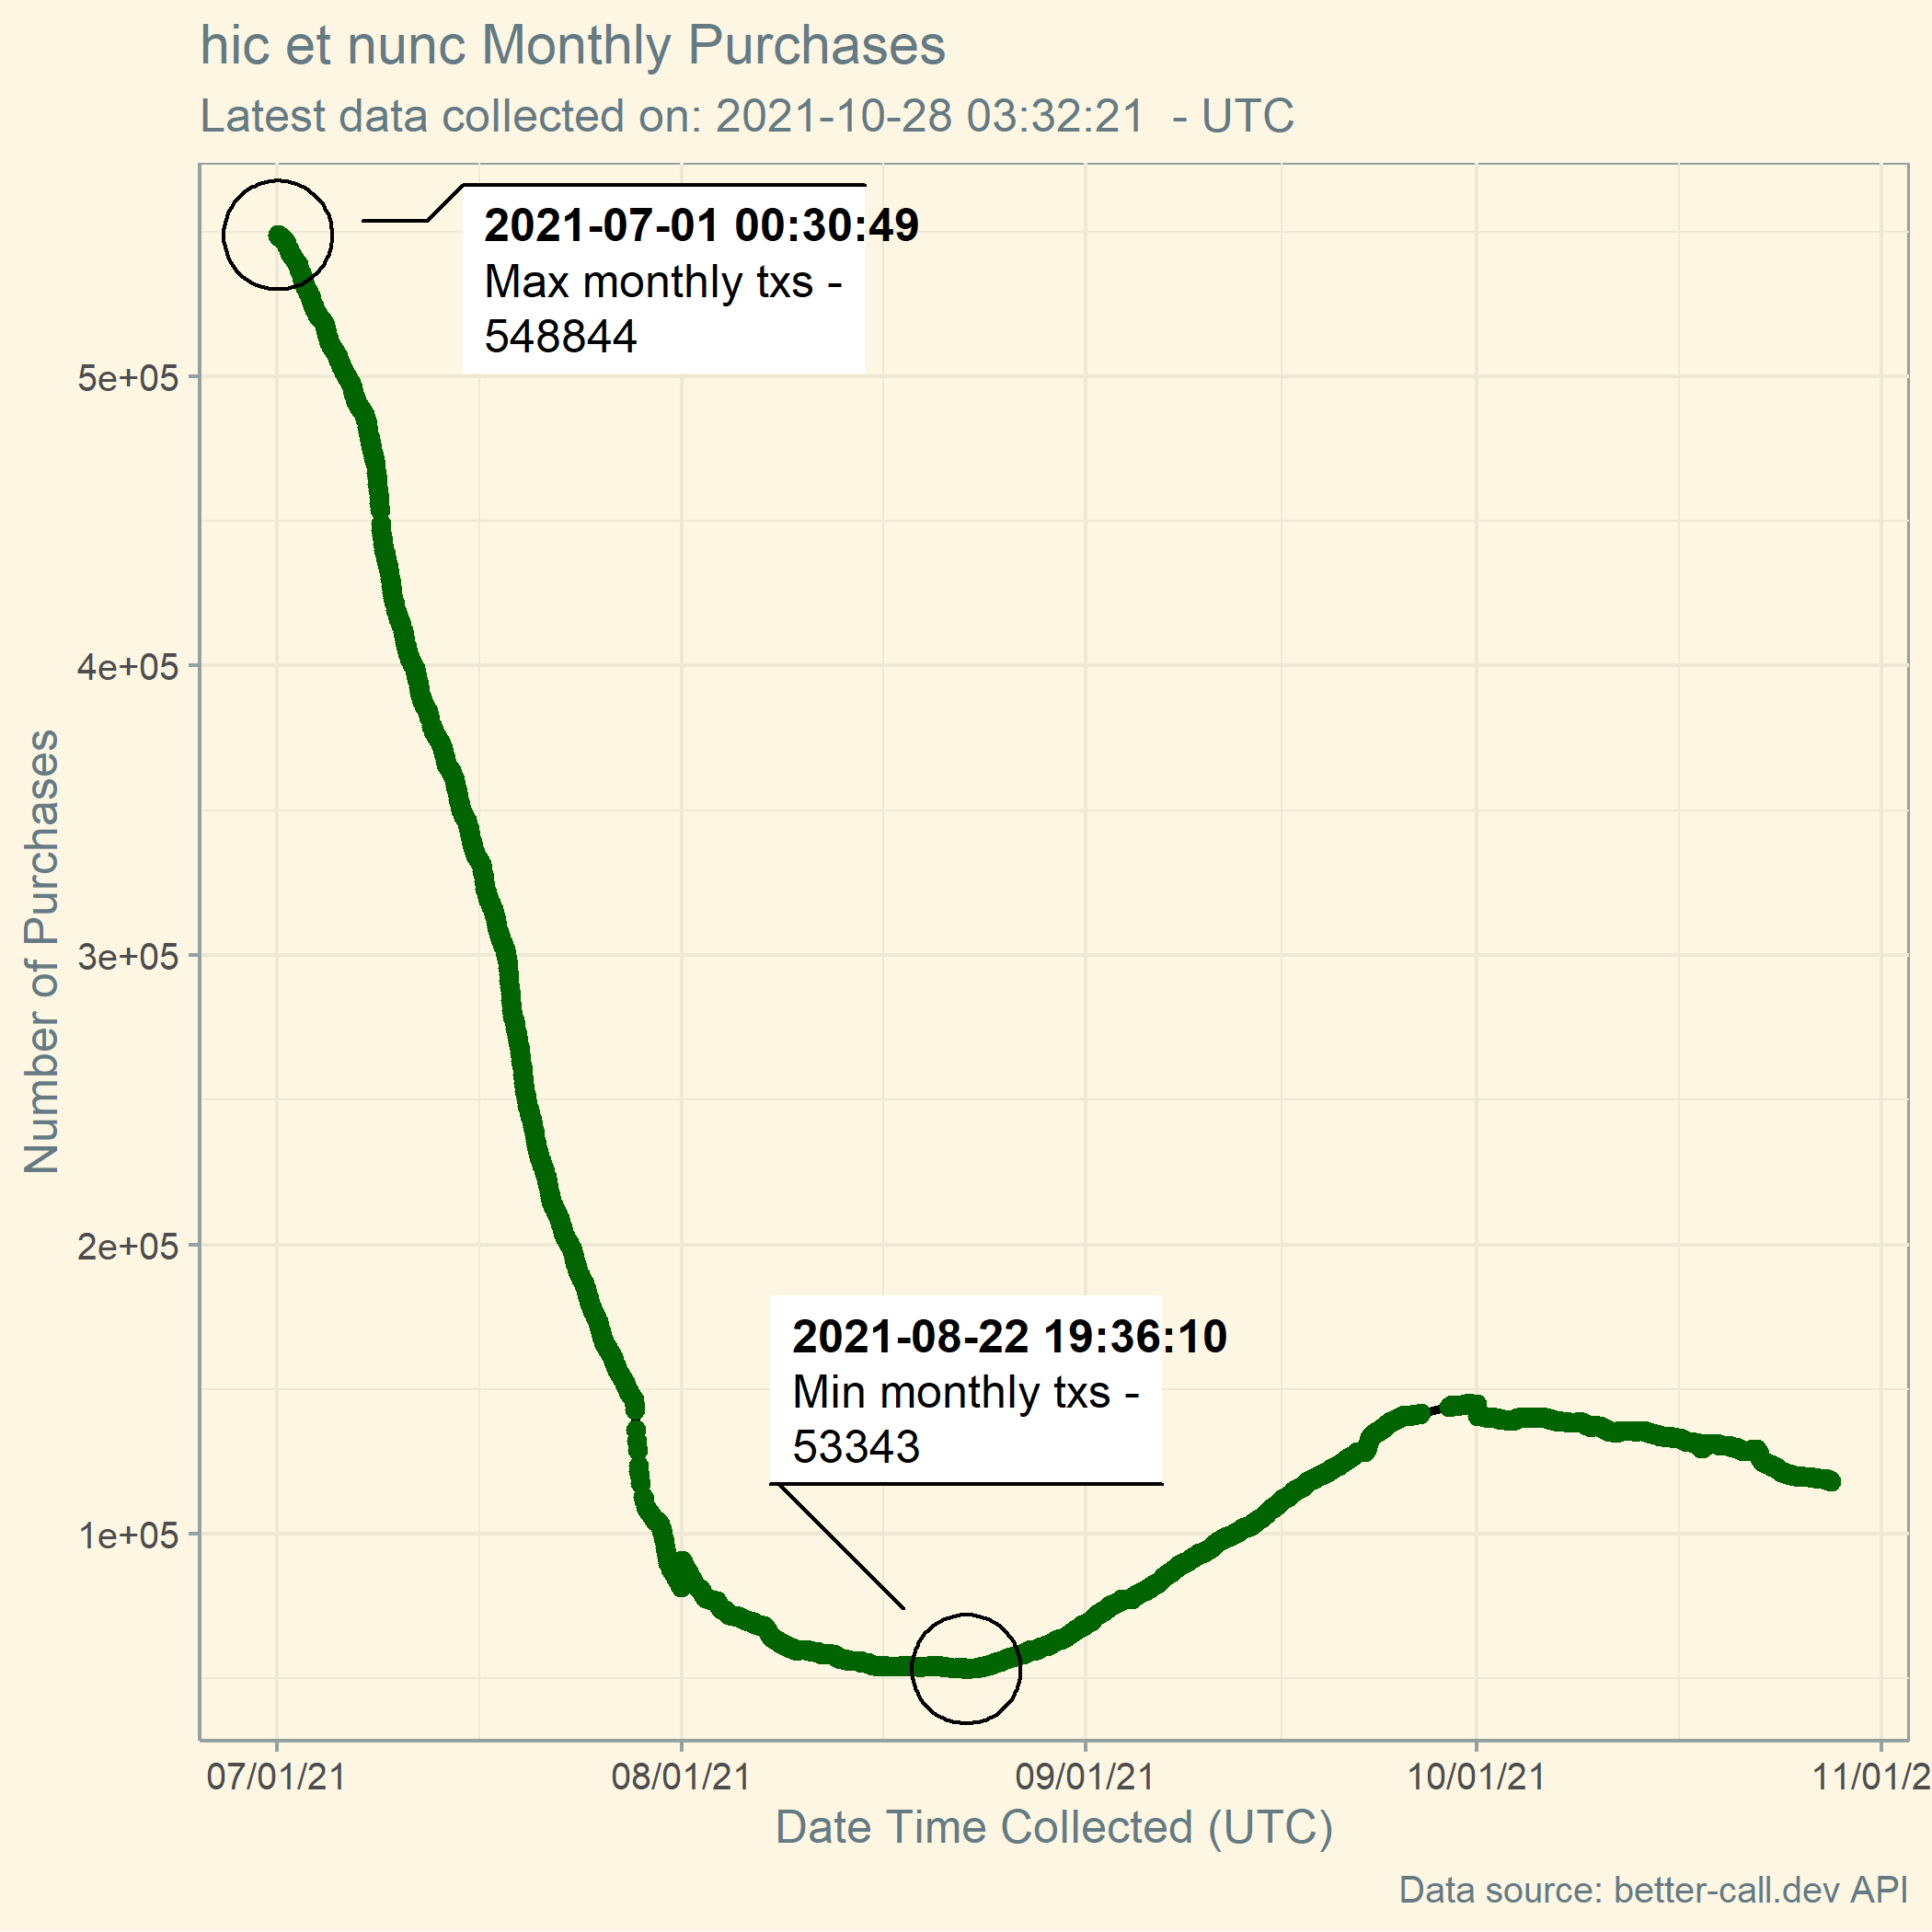 hic et nunc Monthly Purchases
Latest data collected on: 2021-10-28 03:32:21  - UTC
2021-07-01 00:30:49
Max monthly txs -
548844
5e+05
4e+05
3e+05
2e+05
1e+05
Number of Purchases
2021-08-22 19:36:10
Min monthly txs -
53343
07/01/21
08/01/21
09/01/21
10/01/21
11/01/2
Date Time Collected (UTC)
Data source: better-call.dev API